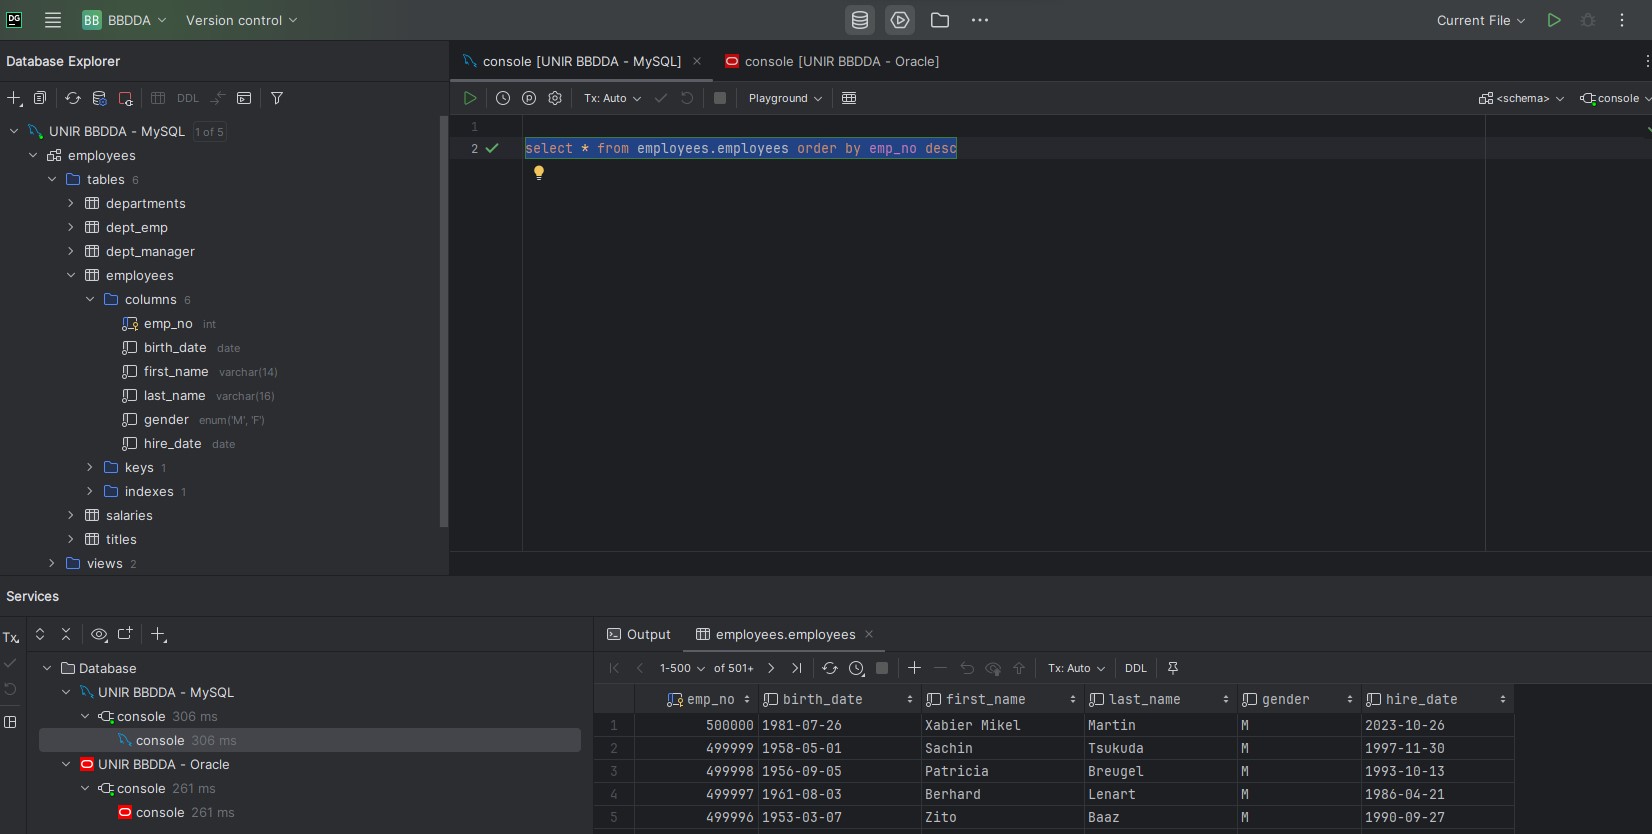 DG BB BBDDA Version control Current File
Database Explorer
console [UNIR BBDDA - MySQL] console [UNIR BBDDA - Oracle]
DDL
Tx: Auto Playground <schema> console
UNIR BBDDA - MySQL 1 of 5
employees
tables 6
departments
dept_emp
dept_manager
employees
columns 6
emp_no int
birth_date date
first_name varchar(14)
last_name varchar(16)
gender enum('M', 'F')
hire_date date
keys 1
indexes 1
salaries
titles
views 2
1
2 select * from employees.employees order by emp_no desc
Services
Tx
Database
UNIR BBDDA - MySQL
console 306 ms
console 306 ms
UNIR BBDDA - Oracle
console 261 ms
console 261 ms
Output employees.employees
1-500 of 501+ Tx: Auto DDL
emp_no birth_date first_name last_name gender hire_date
1 500000 1981-07-26 Xabier Mikel Martin M 2023-10-26
2 499999 1958-05-01 Sachin Tsukuda M 1997-11-30
3 499998 1956-09-05 Patricia Breugel M 1993-10-13
4 499997 1961-08-03 Berhard Lenart M 1986-04-21
5 499996 1953-03-07 Zito Baaz M 1990-09-27